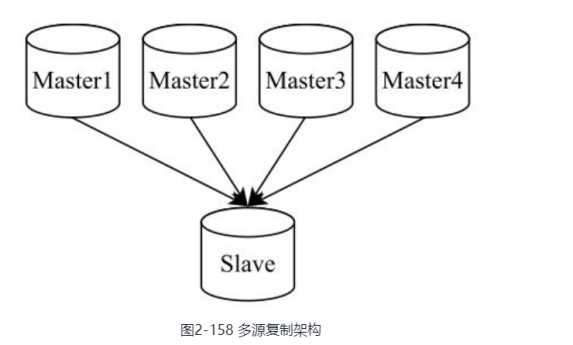 Master1 Master2 Master3 Master4
Slave
图2-158 多源复制架构